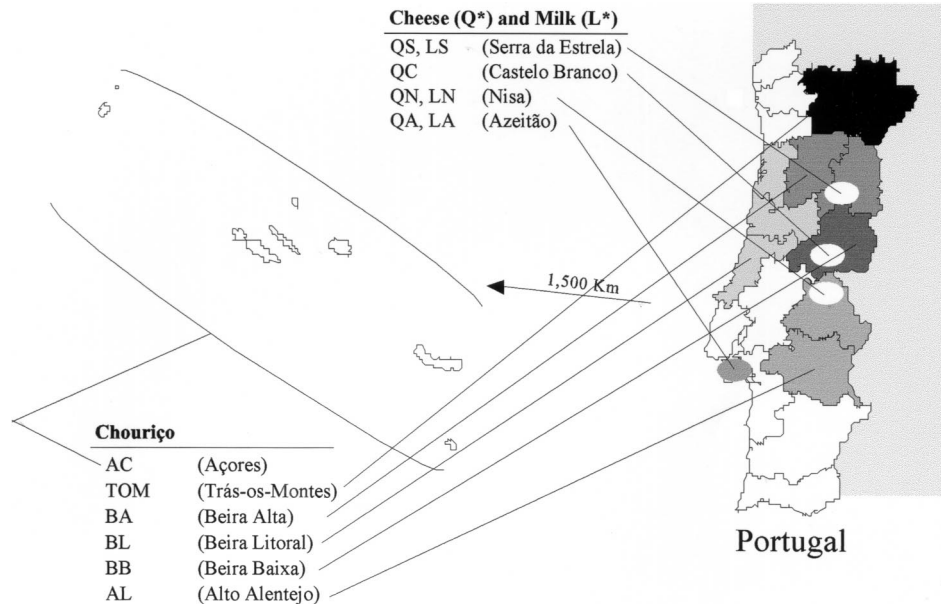 Cheese (Q*) and Milk (L*)
QS, LS (Serra da Estrela)
QC (Castelo Branco)
QN, LN (Nisa)
QA, LA (Azeitão)
1,500 Km
Chouriço
AC (Açores)
TOM (Trás-os-Montes)
BA (Beira Alta)
BL (Beira Litoral)
BB (Beira Baixa)
AL (Alto Alentejo)
Portugal